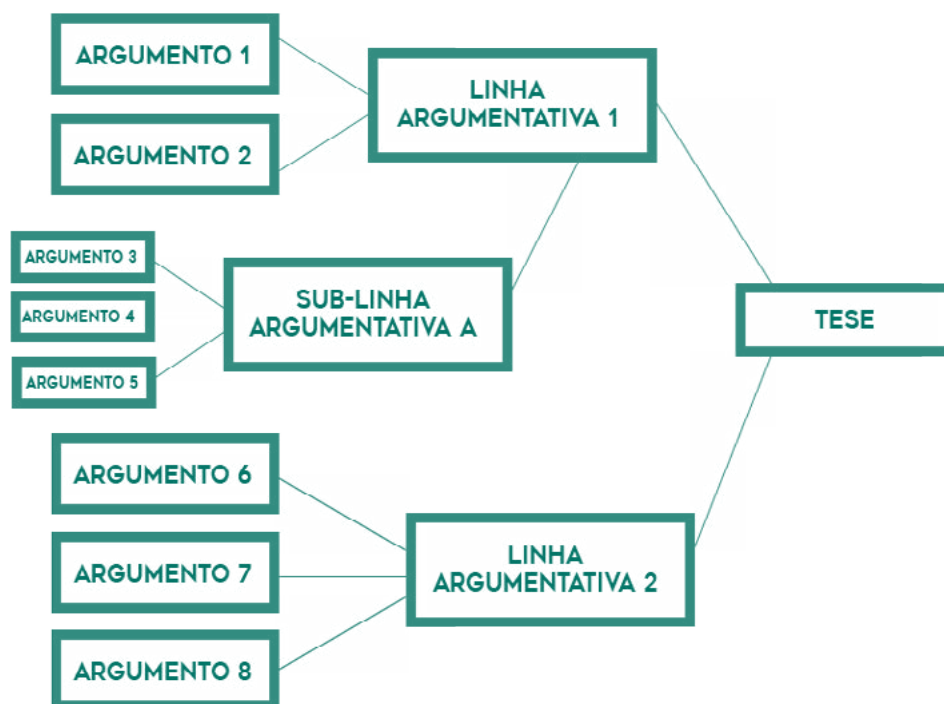 ARGUMENTO 1
ARGUMENTO 2
LINHA
ARGUMENTATIVA 1
ARGUMENTO 3
ARGUMENTO 4
ARGUMENTO 5
SUB-LINHA
ARGUMENTATIVA A
TESE
ARGUMENTO 6
ARGUMENTO 7
ARGUMENTO 8
LINHA
ARGUMENTATIVA 2